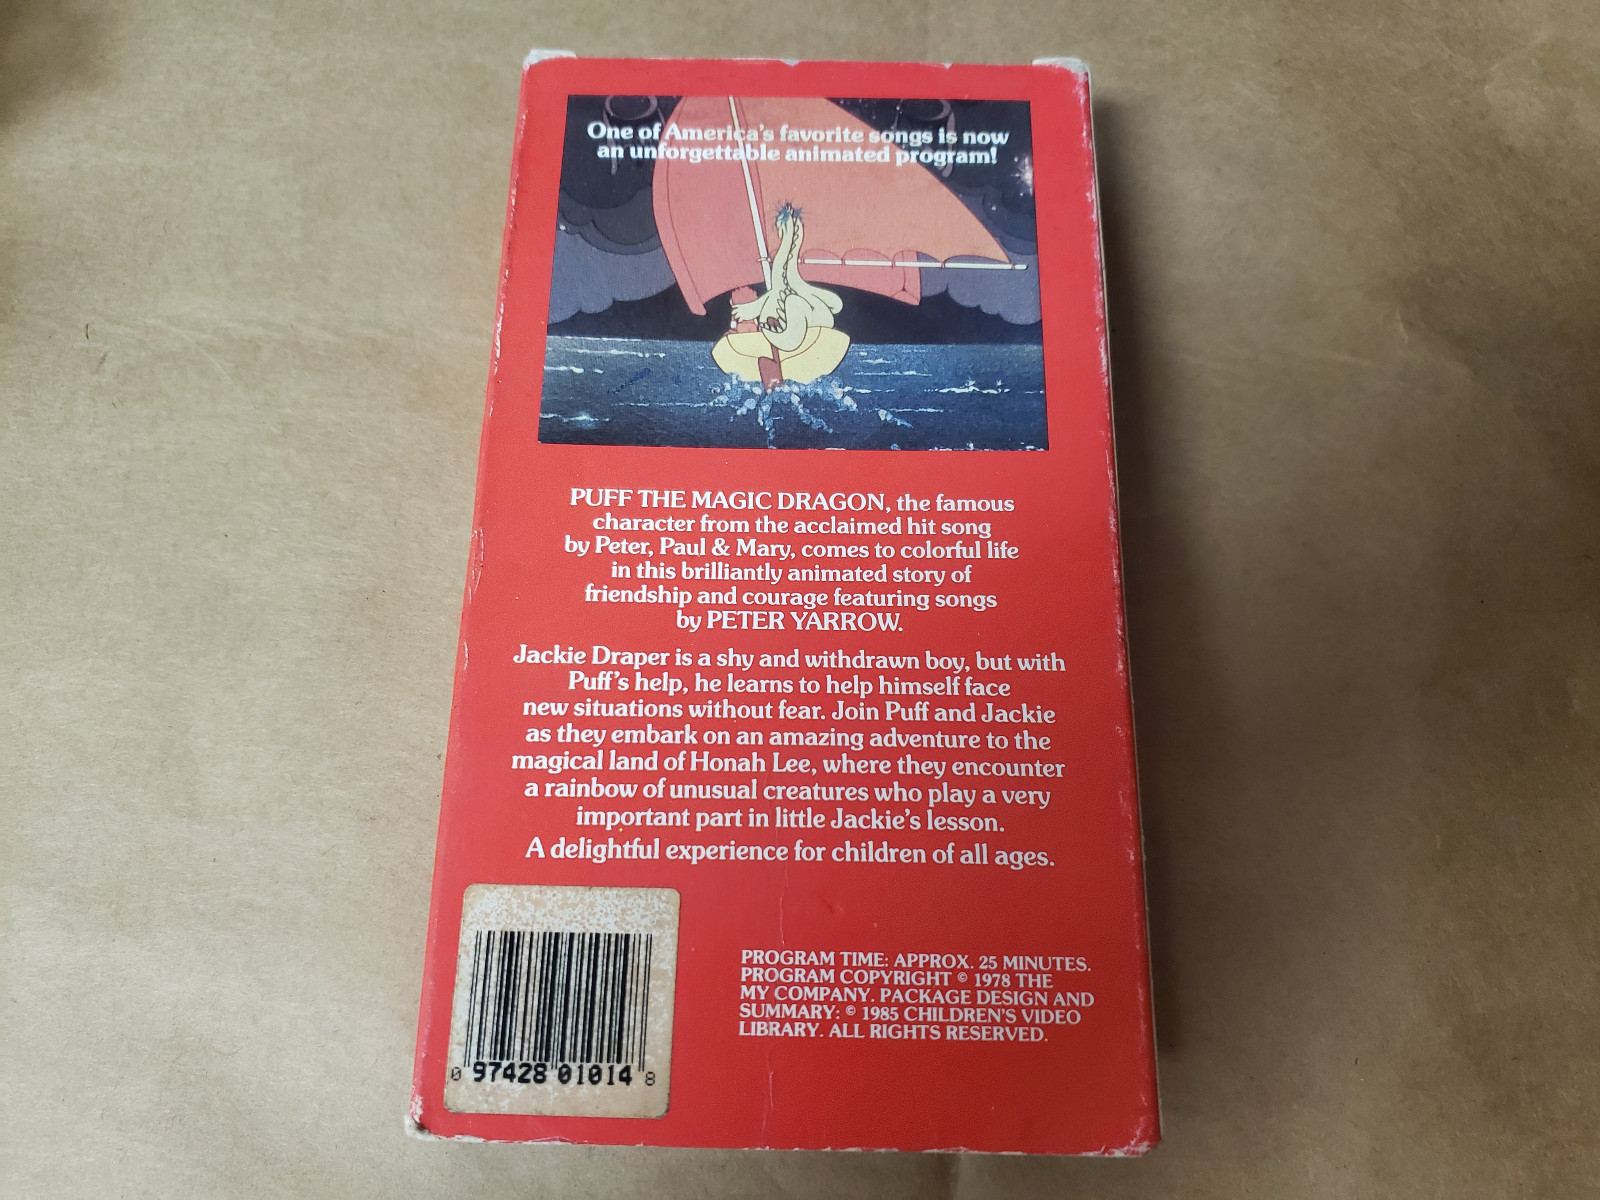 One of America's favorite songs is now
an unforgettable animated program!
PUFF THE MAGIC DRAGON, the famous
character from the acclaimed hit song
by Peter, Paul & Mary, comes to colorful life
in this brilliantly animated story of
friendship and courage featuring songs
by PETER YARROW.
Jackie Draper is a shy and withdrawn boy, but with
Puff's help, he learns to help himself face
new situations without fear. Join Puff and Jackie
as they embark on an amazing adventure to the
magical land of Honah Lee, where they encounter
a rainbow of unusual creatures who play a very
important part in little Jackie's lesson.
A delightful experience for children of all ages.
PROGRAM TIME: APPROX. 25 MINUTES.
PROGRAM COPYRIGHT © 1978 THE
MY COMPANY. PACKAGE DESIGN AND
SUMMARY: © 1985 CHILDREN'S VIDEO
LIBRARY. ALL RIGHTS RESERVED.
0 97428 01014 8